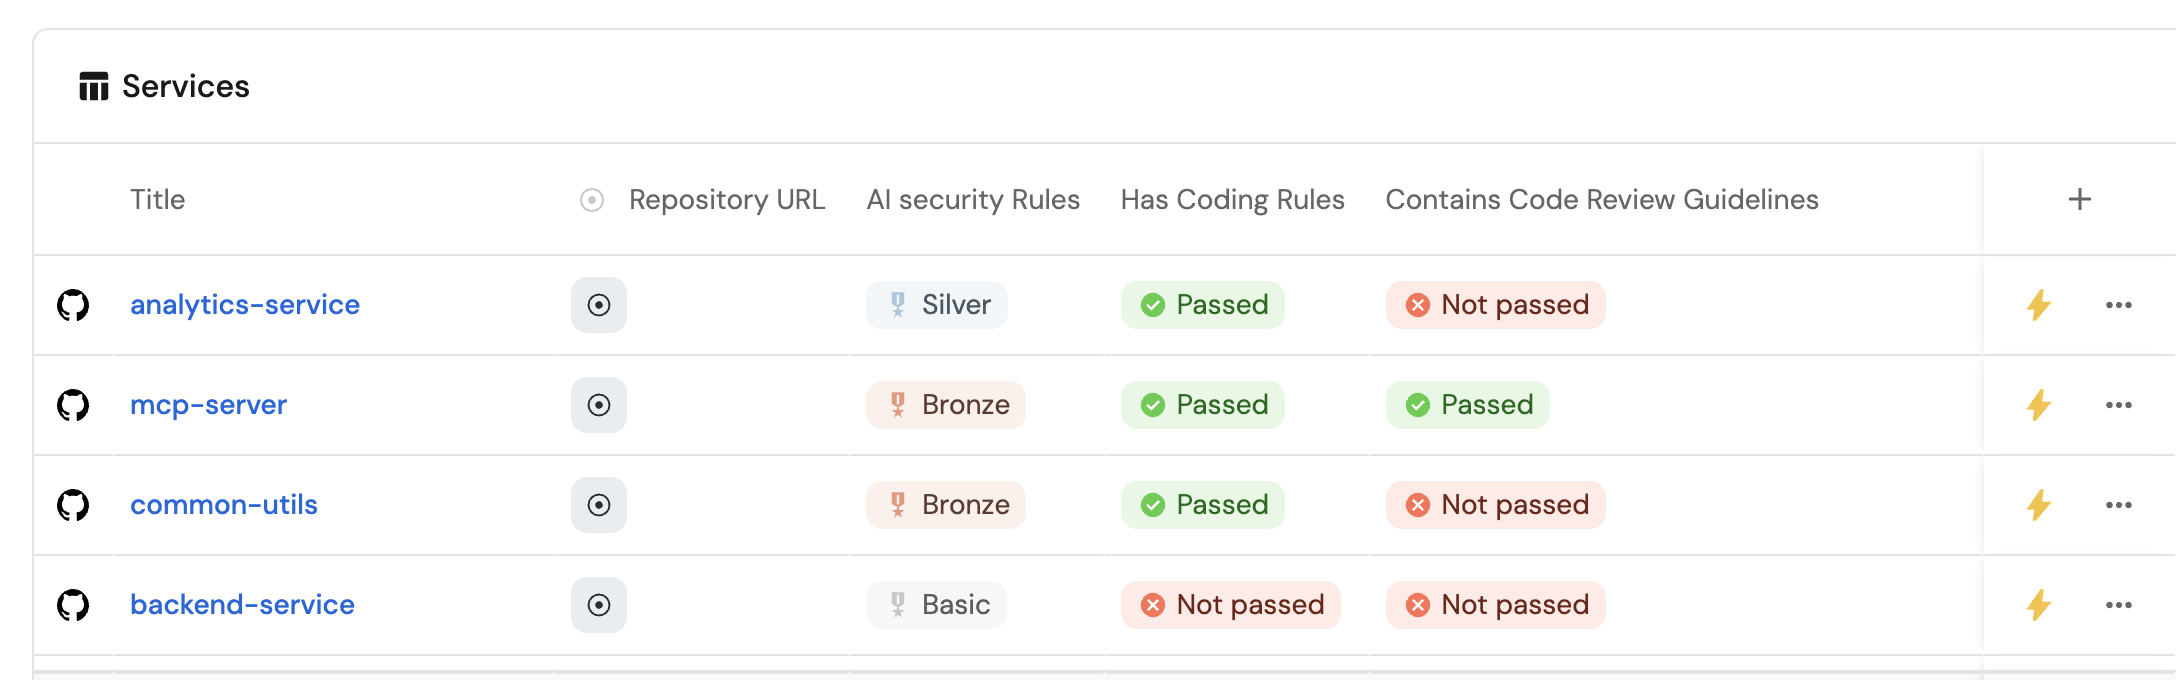 Services
Title Repository URL AI security Rules Has Coding Rules Contains Code Review Guidelines
analytics-service Silver Passed Not passed
mcp-server Bronze Passed Passed
common-utils Bronze Passed Not passed
backend-service Basic Not passed Not passed